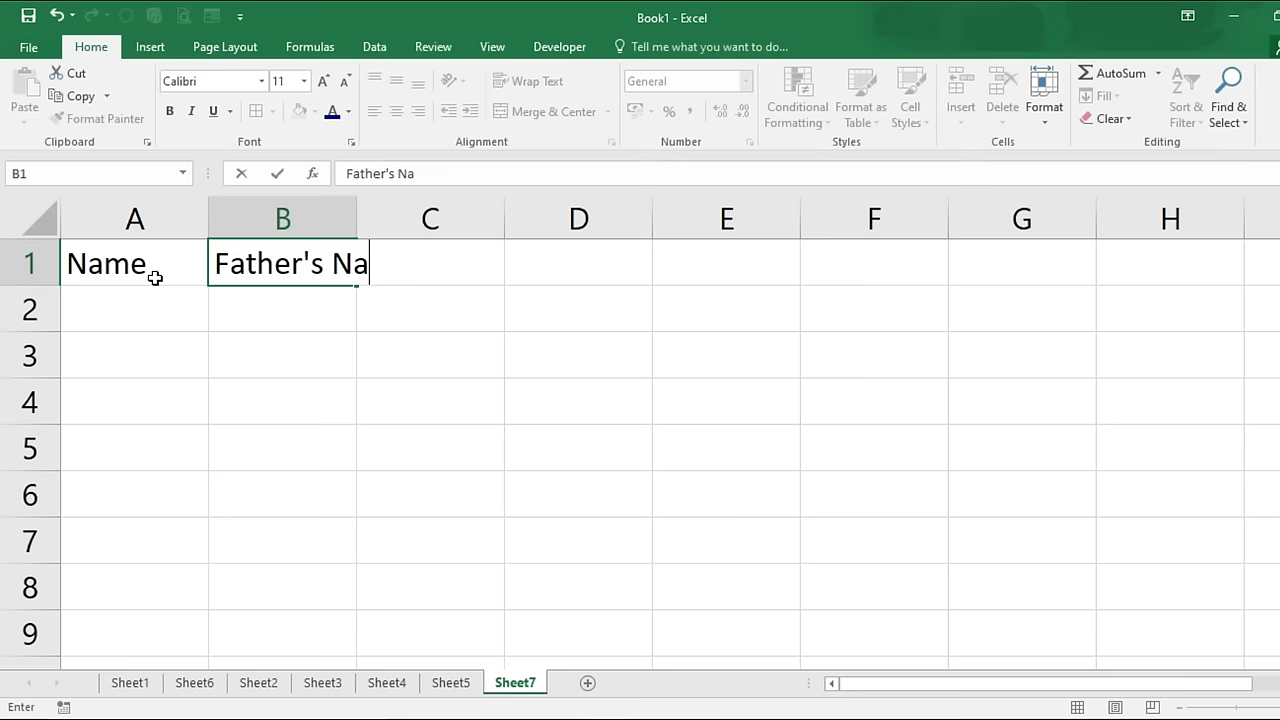 Book1 - Excel
File Home Insert Page Layout Formulas Data Review View Developer Tell me what you want to do...
Paste Cut Copy Format Painter Clipboard
Calibri 11 A A B I U A Font
Wrap Text Merge & Center Alignment
General % , .00 Number
Conditional Formatting Format as Table Cell Styles Styles
Insert Delete Format Cells
AutoSum Fill Clear Sort & Filter Find & Select Editing
B1 fx Father's Na
A B C D E F G H
1 Name Father's Na
2
3
4
5
6
7
8
9
Sheet1 Sheet6 Sheet2 Sheet3 Sheet4 Sheet5 Sheet7
Enter